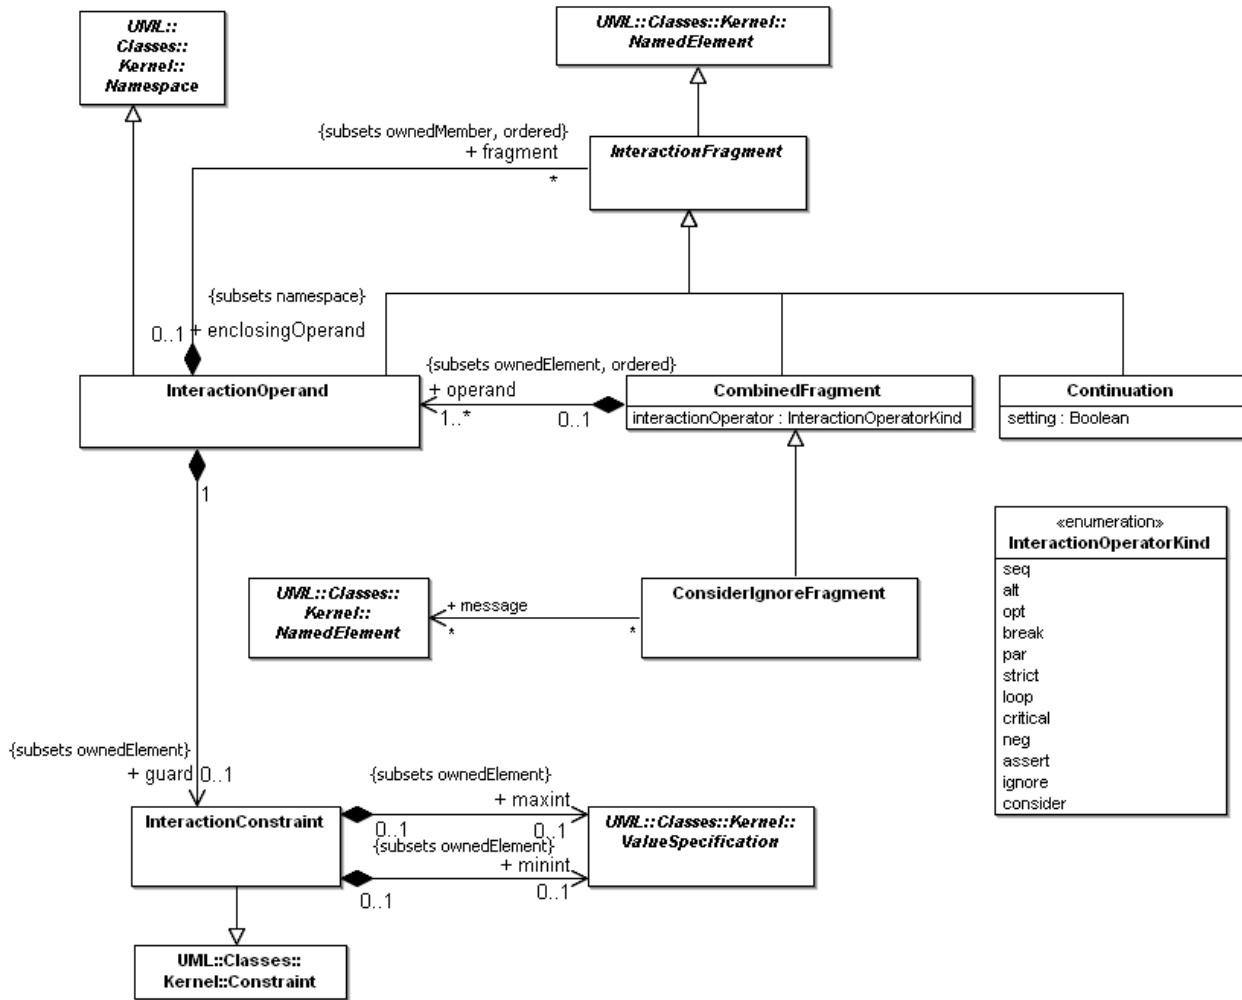 UML::
Classes::
Kernel::
Namespace
UML::Classes::Kernel::
NamedElement
{subsets ownedMember, ordered}
+ fragment
*
InteractionFragment
{subsets namespace}
0..1
+ enclosingOperand
{subsets ownedElement, ordered}
+ operand
1..*
0..1
InteractionOperand
CombinedFragment
interactionOperator : InteractionOperatorKind
Continuation
setting : Boolean
1
«enumeration»
InteractionOperatorKind
seq
alt
opt
break
par
strict
loop
critical
neg
assert
ignore
consider
UML::Classes::
Kernel::
NamedElement
+ message
*
*
ConsiderIgnoreFragment
{subsets ownedElement}
+ guard
0..1
InteractionConstraint
{subsets ownedElement}
+ maxint
0..1
0..1
{subsets ownedElement}
+ minint
0..1
0..1
UML::Classes::Kernel::
ValueSpecification
UML::Classes::
Kernel::Constraint